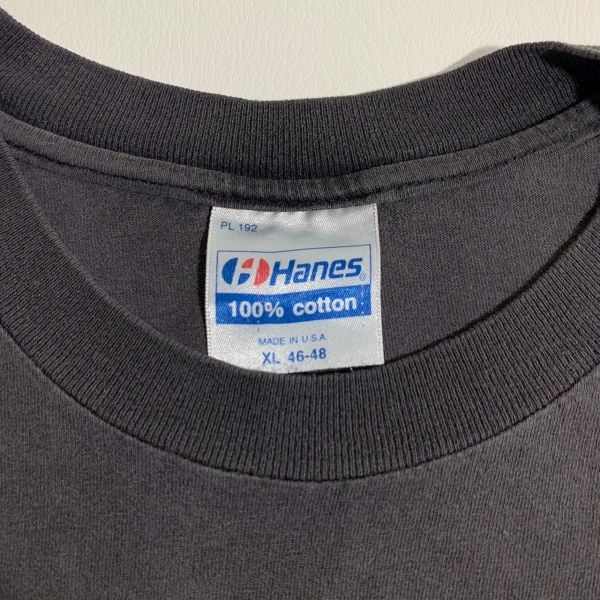 PL 192
Hanes®
100% cotton
MADE IN U.S.A.
XL 46-48